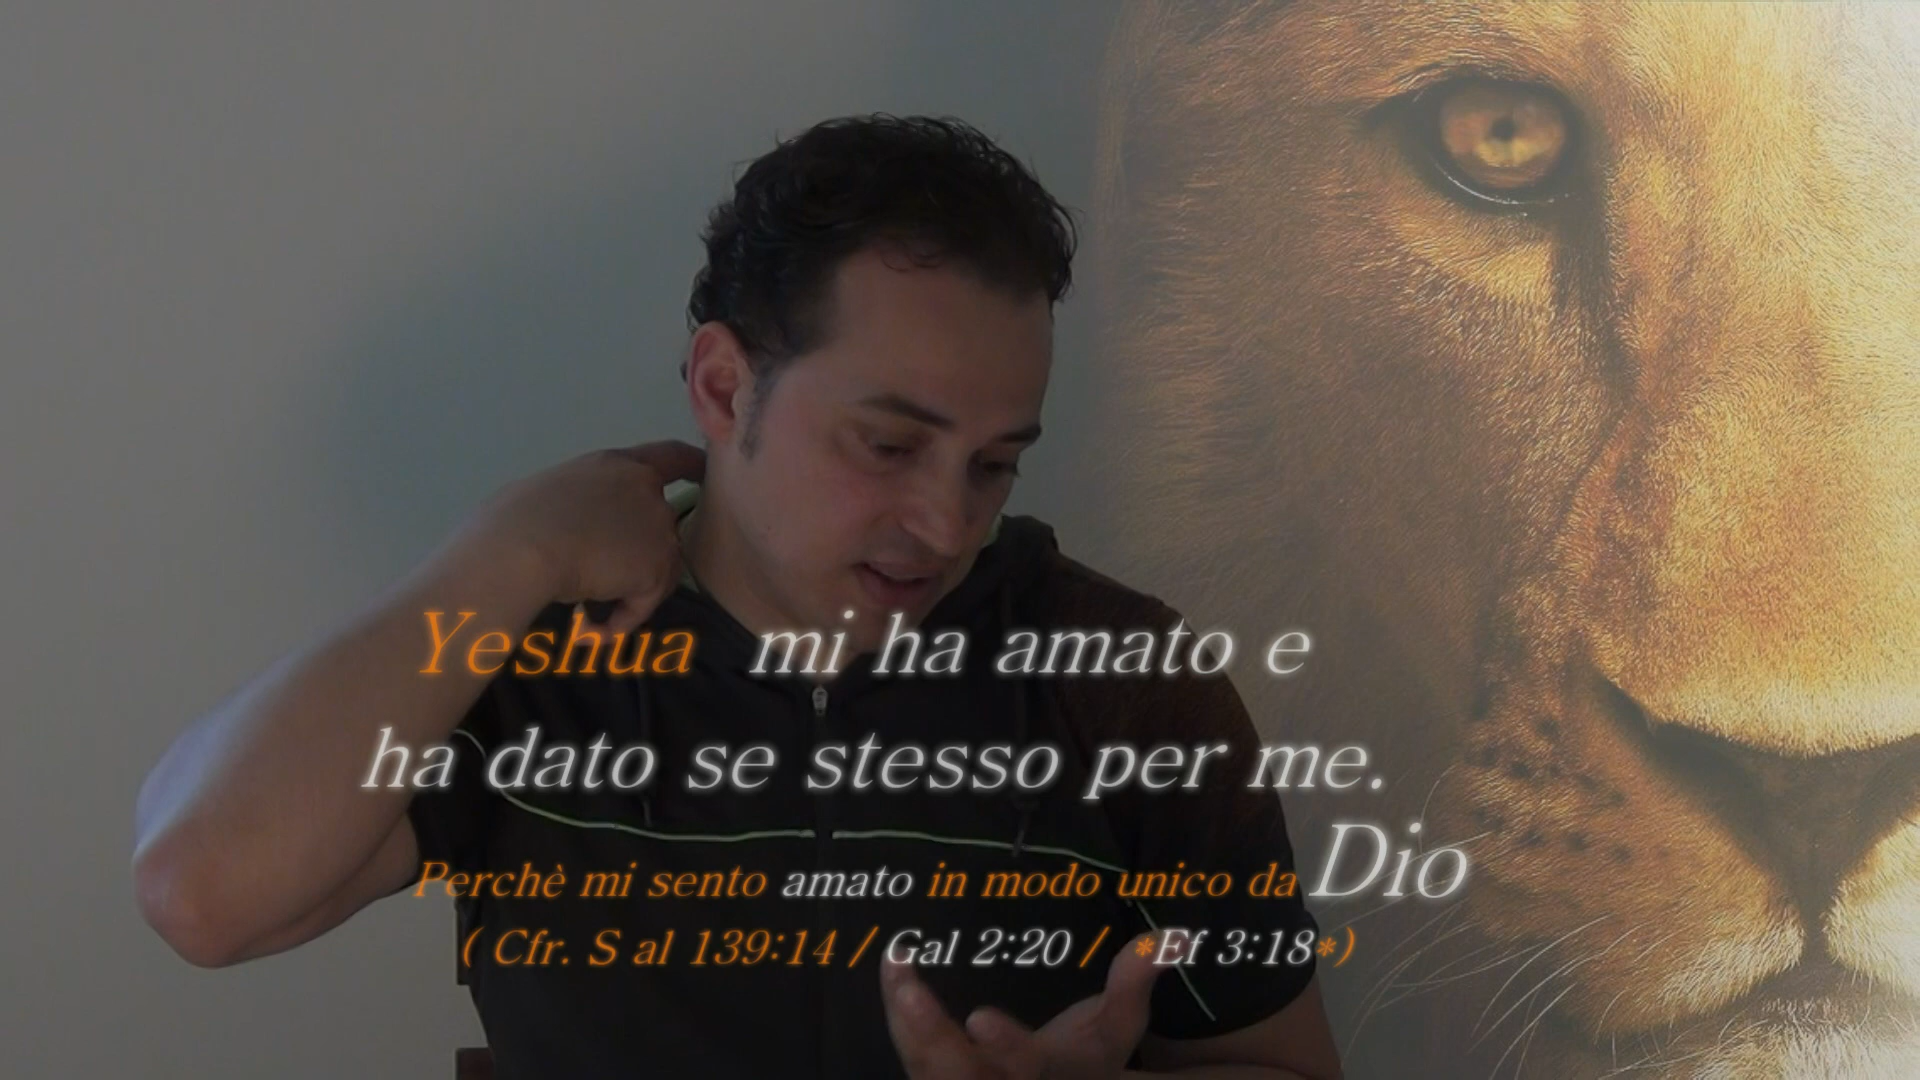 Yeshua mi ha amato e
ha dato se stesso per me.
Perchè mi sento amato in modo unico da Dio
( Cfr. S al 139:14 / Gal 2:20 / *Ef 3:18*)